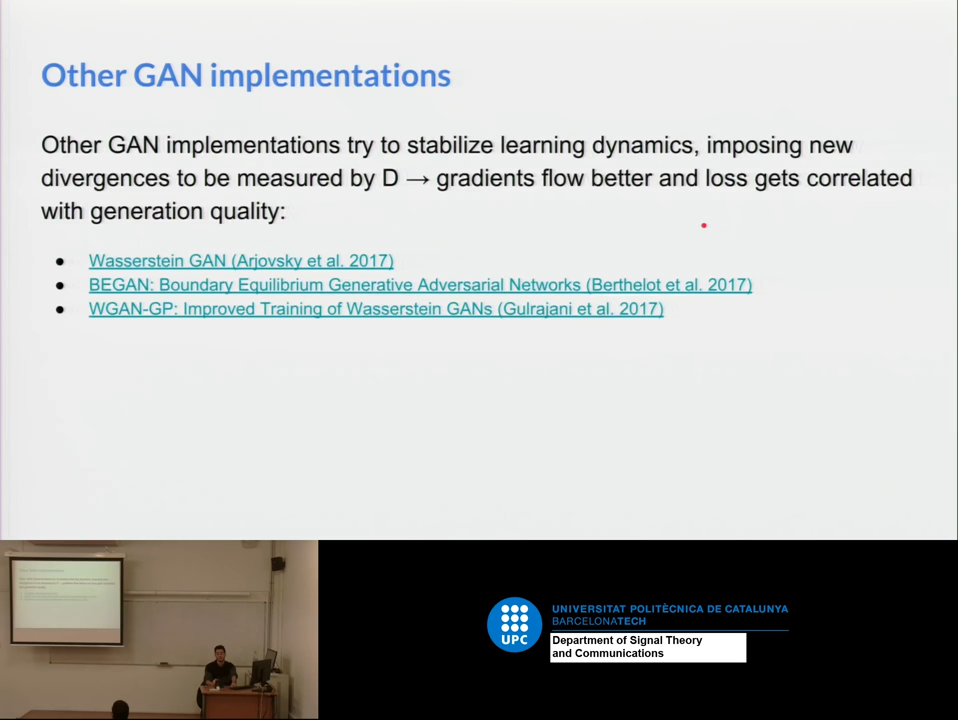 Other GAN implementations
Other GAN implementations try to stabilize learning dynamics, imposing new
divergences to be measured by D → gradients flow better and loss gets correlated
with generation quality:
● Wasserstein GAN (Arjovsky et al. 2017)
● BEGAN: Boundary Equilibrium Generative Adversarial Networks (Berthelot et al. 2017)
● WGAN-GP: Improved Training of Wasserstein GANs (Gulrajani et al. 2017)
UPC
UNIVERSITAT POLITÈCNICA DE CATALUNYA
BARCELONATECH
Department of Signal Theory
and Communications